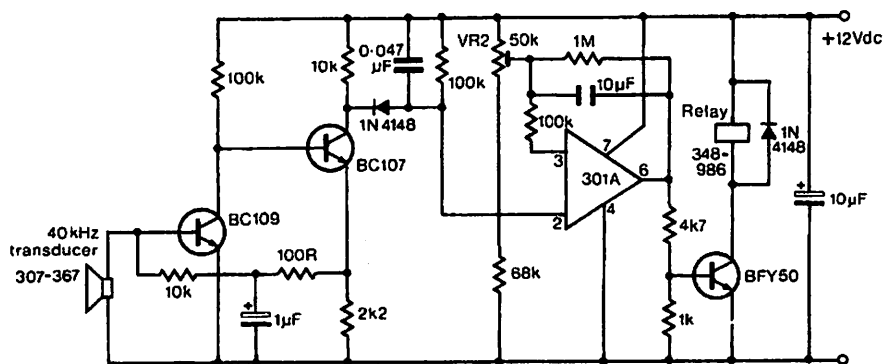 +12Vdc
100k
10k
0·047
µF
100k
VR2
50k
1M
10µF
100k
1N4148
BC107
3
7
301A
6
2
4
Relay
348-
986
1N
4148
+
10µF
40kHz
transducer
307-367
BC109
10k
100R
+
1µF
2k2
68k
4k7
1k
BFY50